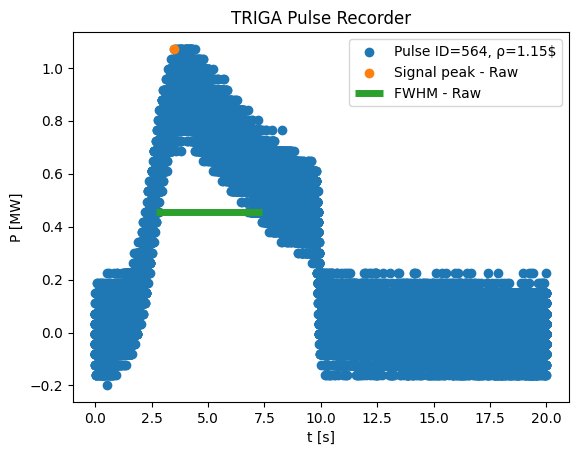 TRIGA Pulse Recorder
Pulse ID=564, ρ=1.15$
Signal peak - Raw
FWHM - Raw
P [MW]
1.0
0.8
0.6
0.4
0.2
0.0
−0.2
0.0 2.5 5.0 7.5 10.0 12.5 15.0 17.5 20.0
t [s]